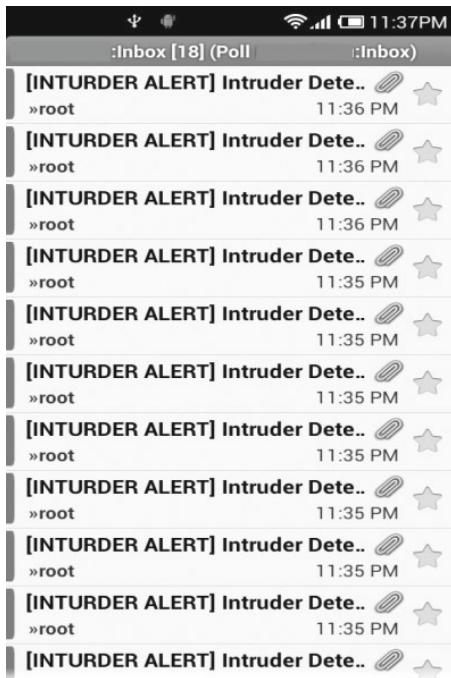 11:37PM
:Inbox [18] (Poll :Inbox)
[INTURDER ALERT] Intruder Dete..
»root 11:36 PM
[INTURDER ALERT] Intruder Dete..
»root 11:36 PM
[INTURDER ALERT] Intruder Dete..
»root 11:36 PM
[INTURDER ALERT] Intruder Dete..
»root 11:35 PM
[INTURDER ALERT] Intruder Dete..
»root 11:35 PM
[INTURDER ALERT] Intruder Dete..
»root 11:35 PM
[INTURDER ALERT] Intruder Dete..
»root 11:35 PM
[INTURDER ALERT] Intruder Dete..
»root 11:35 PM
[INTURDER ALERT] Intruder Dete..
»root 11:35 PM
[INTURDER ALERT] Intruder Dete..
»root 11:35 PM
[INTURDER ALERT] Intruder Dete..